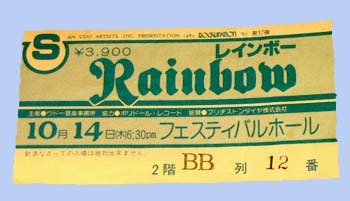 S AN UDO ARTISTS, INC. PRESENTATION 1982 ROCKUPATION '82
¥3,900 レインボー
Rainbow
主催●ウドー音楽事務所 協力●ポリドール・レコード 協賛●ブリヂストンタイヤ株式会社
10月14日(木)6:30pm フェスティバルホール
2階 BB 列 12 番